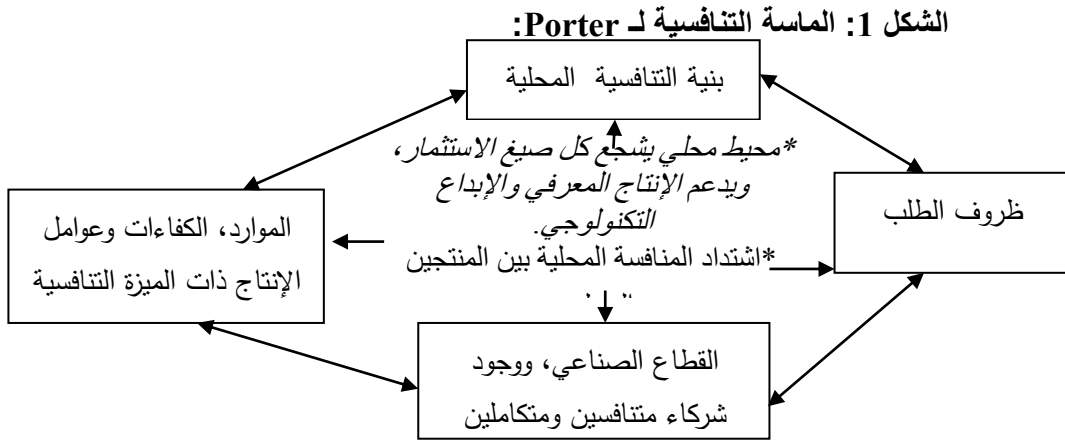 الشكل 1: الماسة التنافسية لـ Porter:
بنية التنافسية المحلية
*محيط محلي يشجع كل صيغ الاستثمار،
ويدعم الإنتاج المعرفي والإبداع
التكنولوجي.
*اشتداد المنافسة المحلية بين المنتجين
ظروف الطلب
الموارد، الكفاءات وعوامل
الإنتاج ذات الميزة التنافسية
القطاع الصناعي، ووجود
شركاء متنافسين ومتكاملين